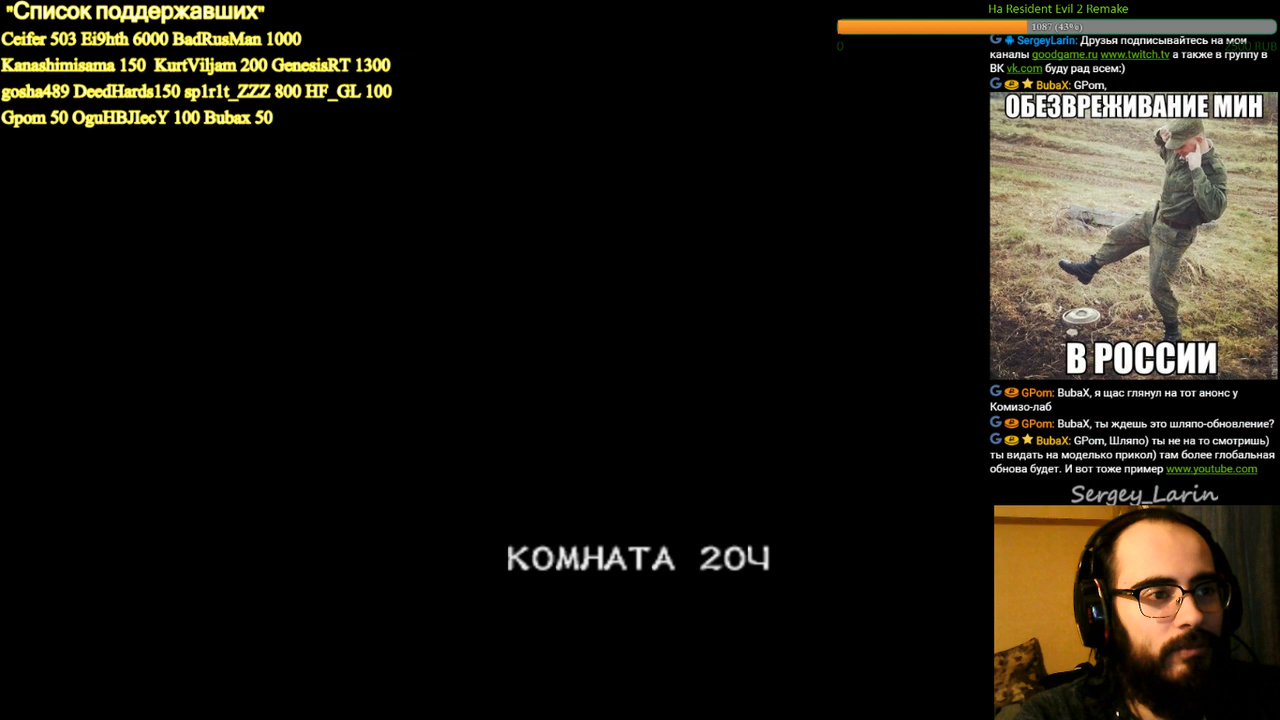 "Список поддержавших"
Ceifer 503 Ei9hth 6000 BadRusMan 1000
Kanashimisama 150 KurtViljam 200 GenesisRT 1300
gosha489 DeedHards150 sp1r1t_ZZZ 800 HF_GL 100
Gpom 50 OguHBJIecY 100 Bubax 50
КОМНАТА 204
На Resident Evil 2 Remake
1087 (43%)
0
SergeyLarin: Друзья подписывайтесь на мои
каналы goodgame.ru www.twitch.tv а также в группу в
ВК vk.com буду рад всем:)
BubaX: GPom,
ОБЕЗВРЕЖИВАНИЕ МИН
В РОССИИ
GPom: BubaX, я щас глянул на тот анонс у
Комизо-лаб
GPom: BubaX, ты ждешь это шляпо-обновление?
BubaX: GPom, Шляпо) ты не на то смотришь)
ты видать на моделько прикол) там более глобальная
обнова будет. И вот тоже пример www.youtube.com
Sergey_Larin